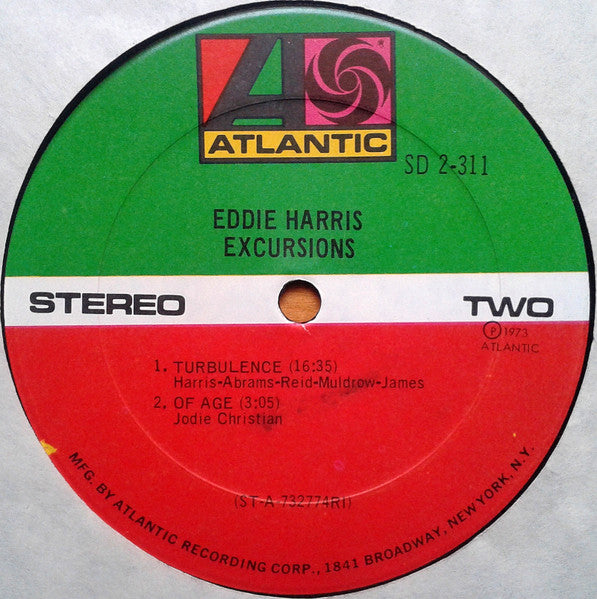 ATLANTIC
SD 2-311
EDDIE HARRIS
EXCURSIONS
STEREO
TWO
Ⓟ 1973
ATLANTIC
1. TURBULENCE (16:35)
Harris-Abrams-Reid-Muldrow-James
2. OF AGE (3:05)
Jodie Christian
(ST-A-732774RI)
MFG. BY ATLANTIC RECORDING CORP., 1841 BROADWAY, NEW YORK, N.Y.